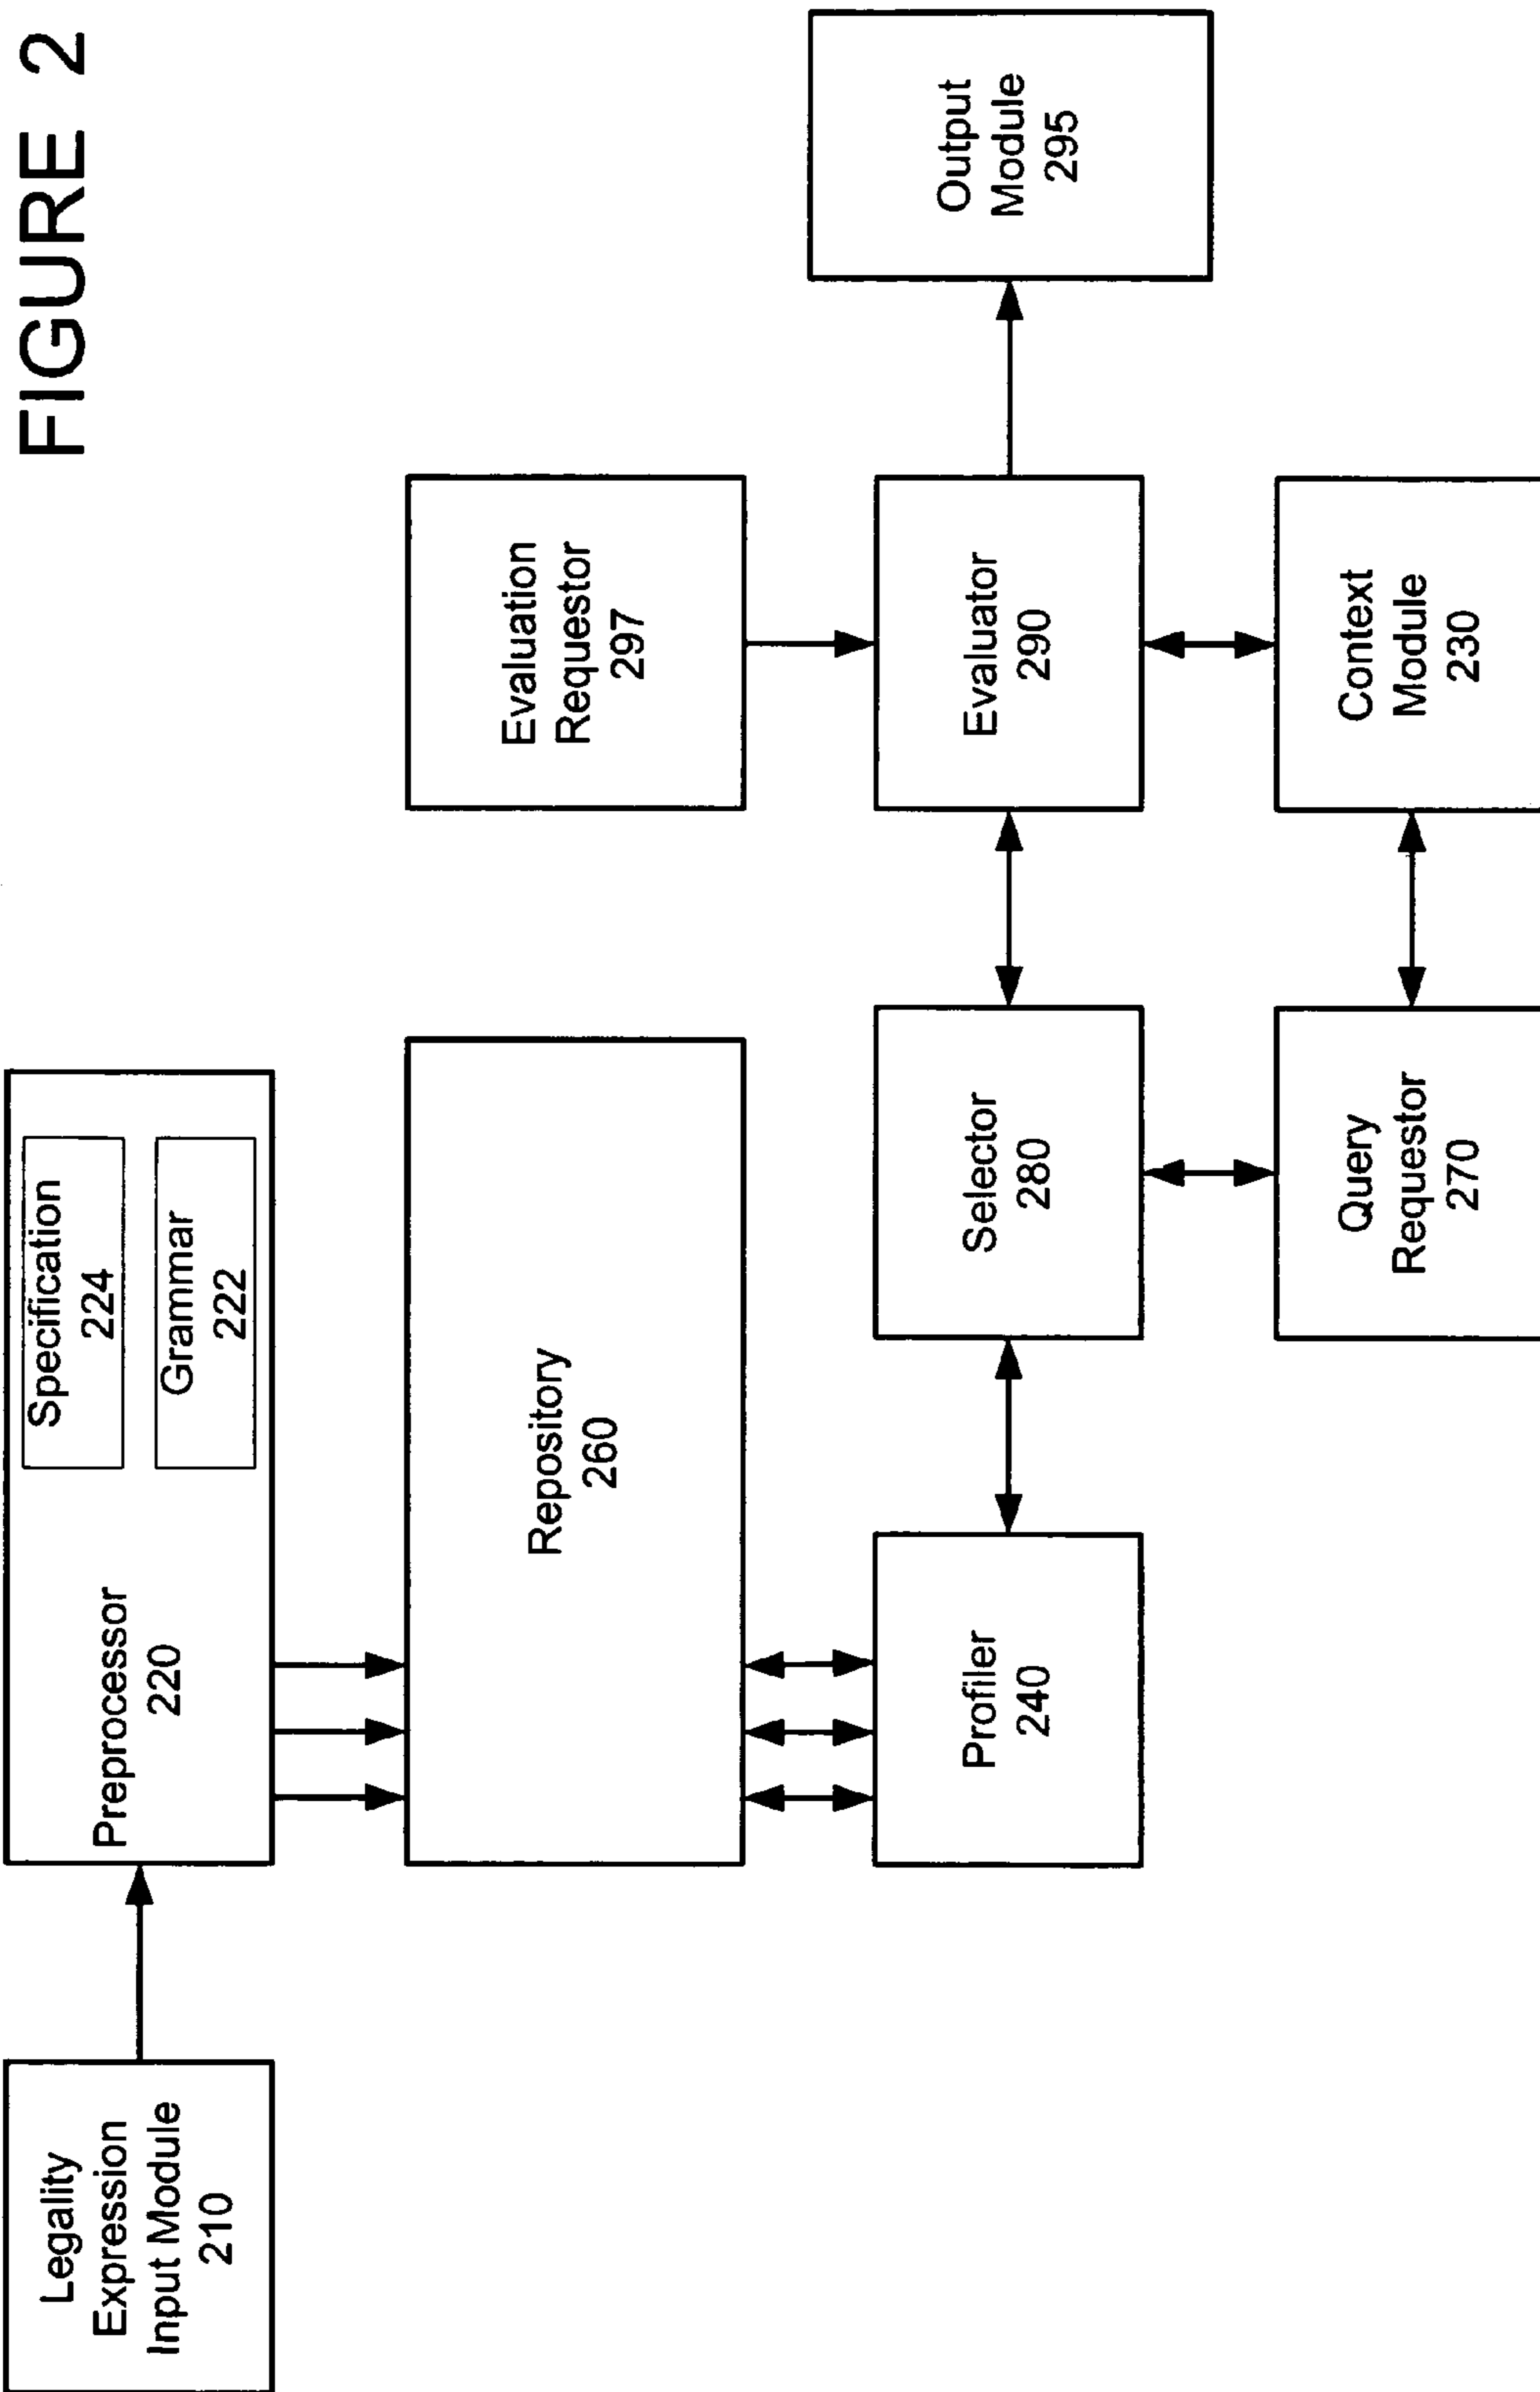 FIGURE 2
Legality
Expression
Input Module
210
Preprocessor
220
Specification
224
Grammar
222
Repository
260
Evaluation
Requestor
297
Profiler
240
Selector
280
Evaluator
290
Output
Module
295
Query
Requestor
270
Context
Module
230